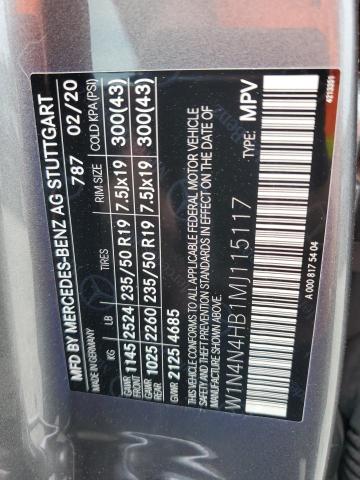 MFD BY MERCEDES-BENZ AG STUTTGART
MADE IN GERMANY 787 02/20
KG LB TIRES RIM SIZE COLD KPA(PSI)
GAWR FRONT 1145 2524 235/50 R19 7.5Jx19 300(43)
GAWR REAR 1025 2260 235/50 R19 7.5Jx19 300(43)
GVWR 2125 4685
THIS VEHICLE CONFORMS TO ALL APPLICABLE FEDERAL MOTOR VEHICLE
SAFETY AND THEFT PREVENTION STANDARDS IN EFFECT ON THE DATE OF
MANUFACTURE SHOWN ABOVE.
W1N4N4HB1MJ115117 TYPE: MPV
A 000 817 54 04 4213351